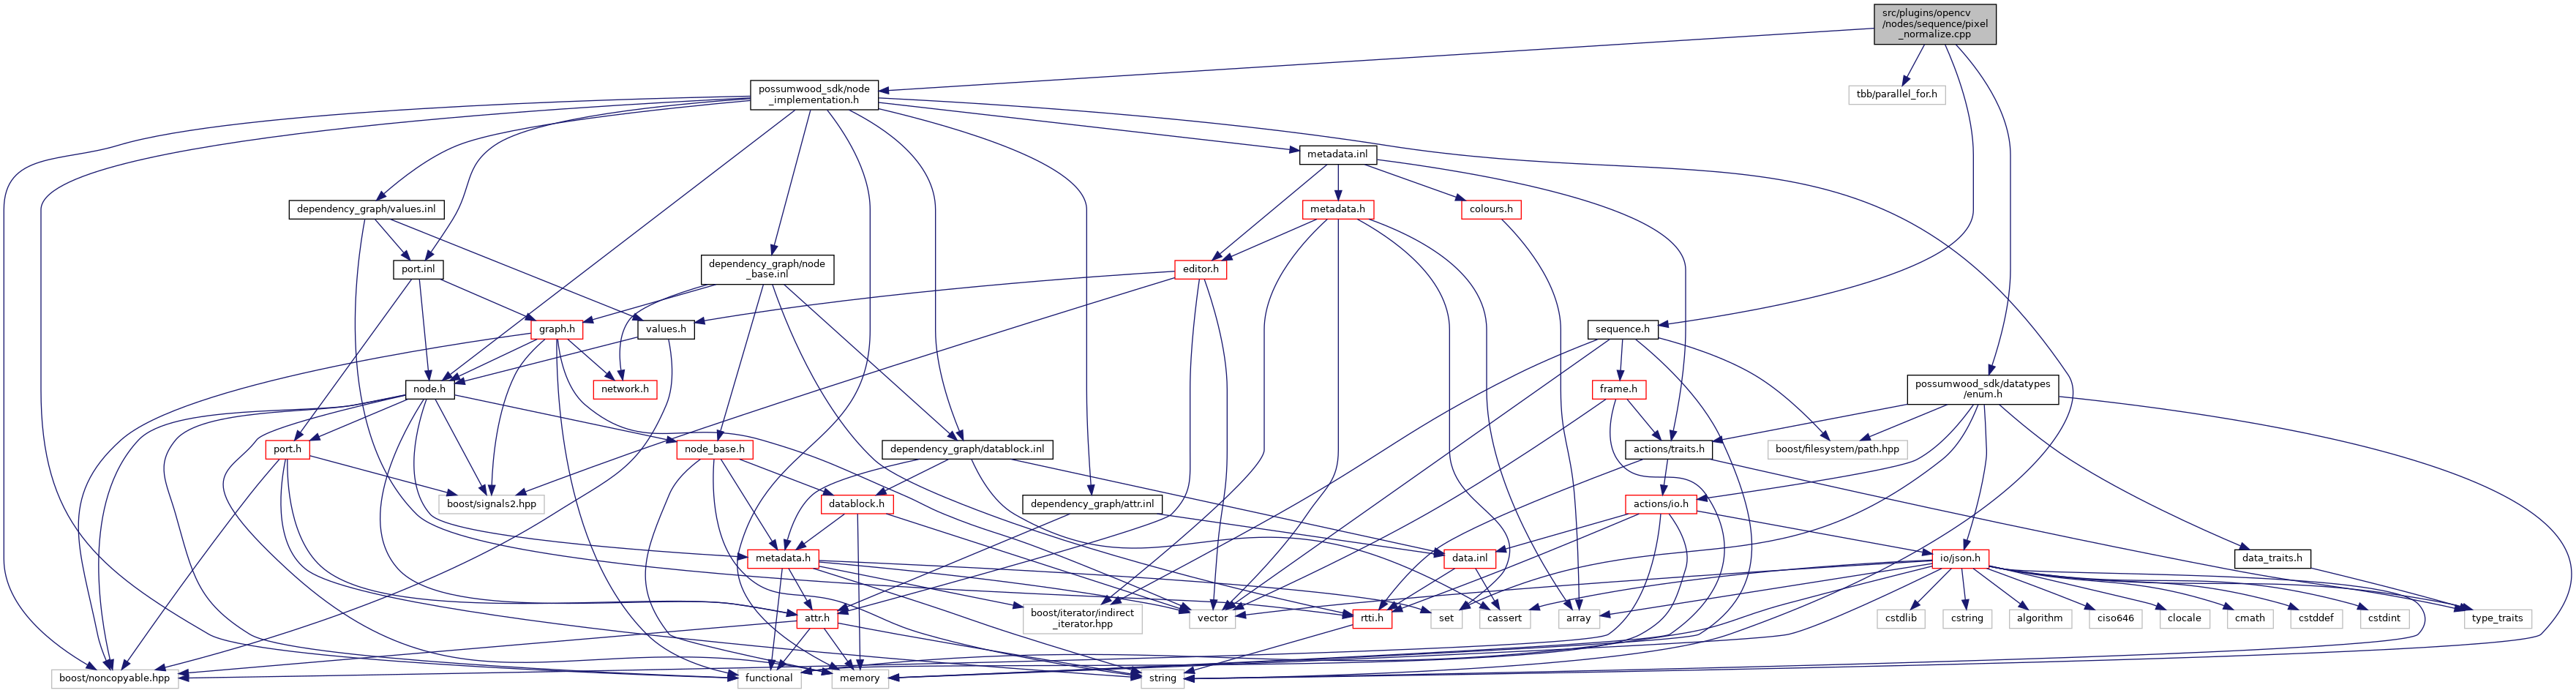 src/plugins/opencv
/nodes/sequence/pixel
_normalize.cpp
possumwood_sdk/node
_implementation.h
tbb/parallel_for.h
metadata.inl
dependency_graph/values.inl
metadata.h
colours.h
port.inl
dependency_graph/node
_base.inl
editor.h
graph.h
values.h
sequence.h
node.h
network.h
frame.h
possumwood_sdk/datatypes
/enum.h
port.h
node_base.h
dependency_graph/datablock.inl
actions/traits.h
boost/filesystem/path.hpp
boost/signals2.hpp
datablock.h
dependency_graph/attr.inl
actions/io.h
metadata.h
data.inl
io/json.h
data_traits.h
attr.h
boost/iterator/indirect
_iterator.hpp
vector
rtti.h
set
cassert
array
cstdlib
cstring
algorithm
ciso646
clocale
cmath
cstddef
cstdint
type_traits
boost/noncopyable.hpp
functional
memory
string